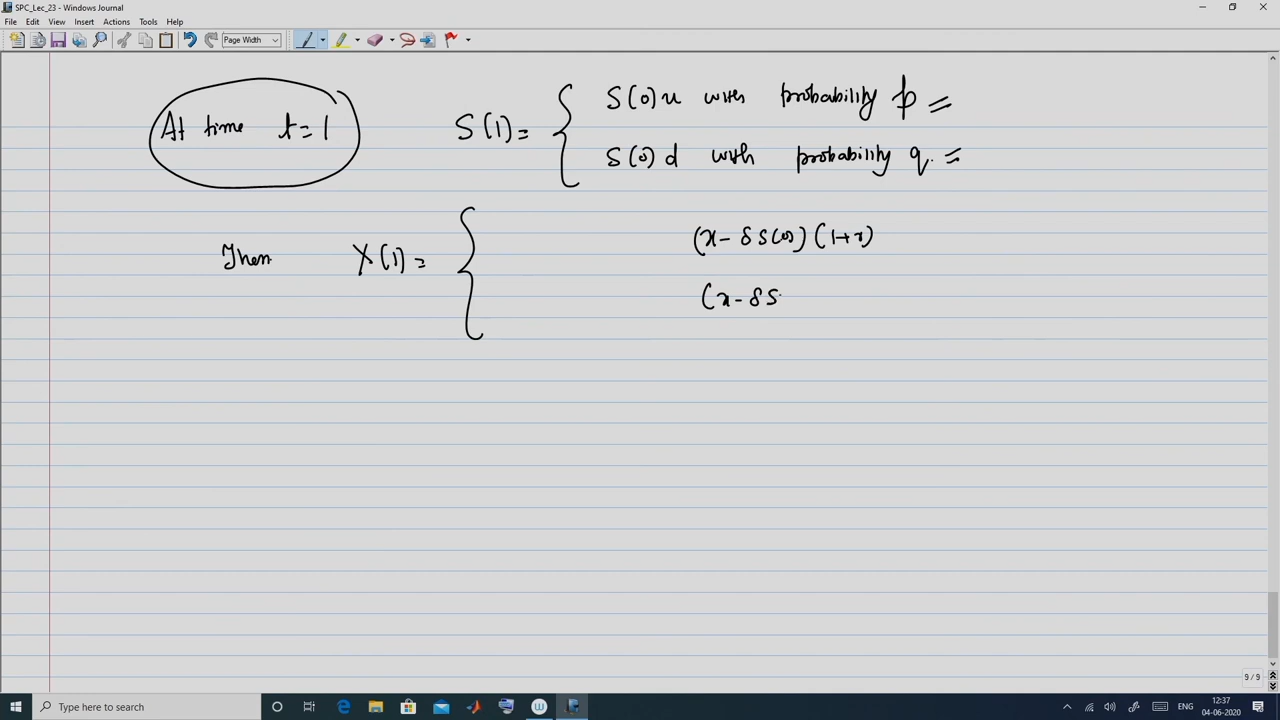 SPC_Lec_23 - Windows Journal
File Edit View Insert Actions Tools Help
Page Width
At time t=1 S(1)= { S(0)u with probability p =
S(0)d with probability q. =
Then X(1)= { (x-δS(0))(1+r)
(x-δS
9/9
Type here to search
ENG
12:37
04-06-2020